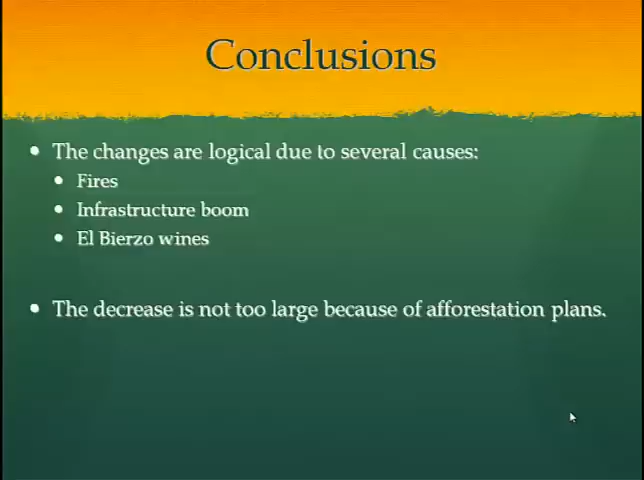 Conclusions
The changes are logical due to several causes:
Fires
Infrastructure boom
El Bierzo wines
The decrease is not too large because of afforestation plans.